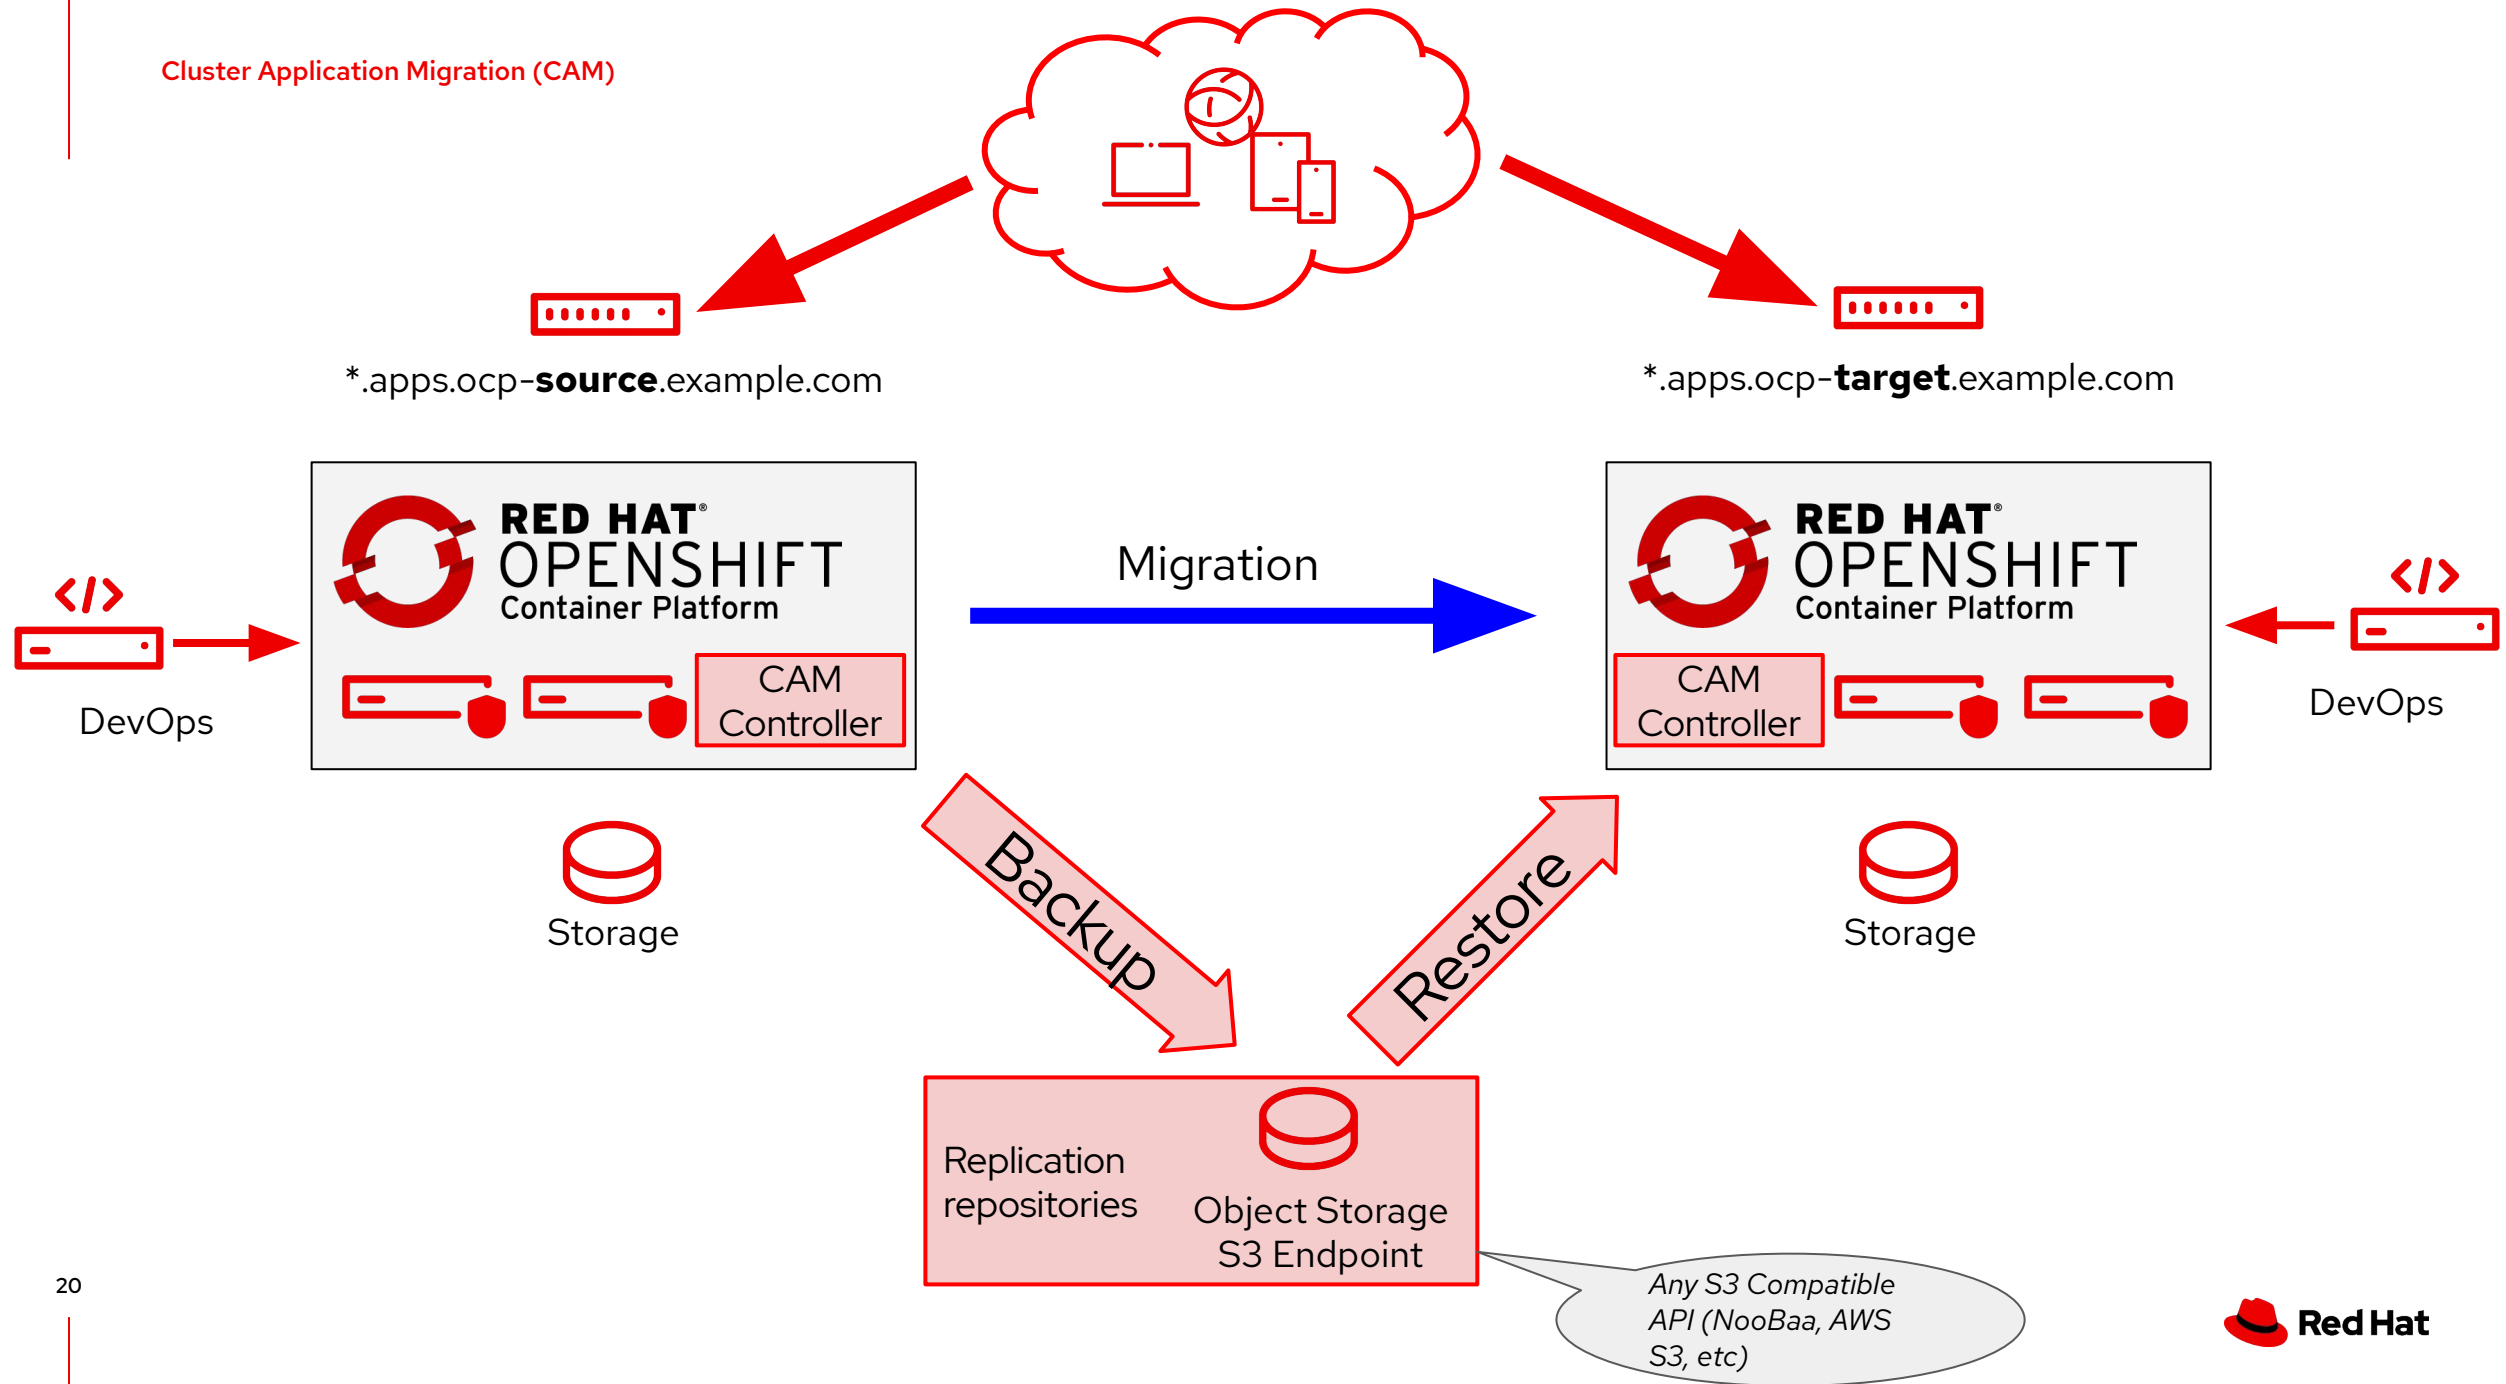 Cluster Application Migration (CAM)
*.apps.ocp-source.example.com
*.apps.ocp-target.example.com
RED HAT®
OPENSHIFT
Container Platform
CAM
Controller
Migration
RED HAT®
OPENSHIFT
Container Platform
CAM
Controller
</>
DevOps
</>
DevOps
Storage
Backup
Restore
Storage
Replication
repositories
Object Storage
S3 Endpoint
Any S3 Compatible
API (NooBaa, AWS
S3, etc)
20
Red Hat